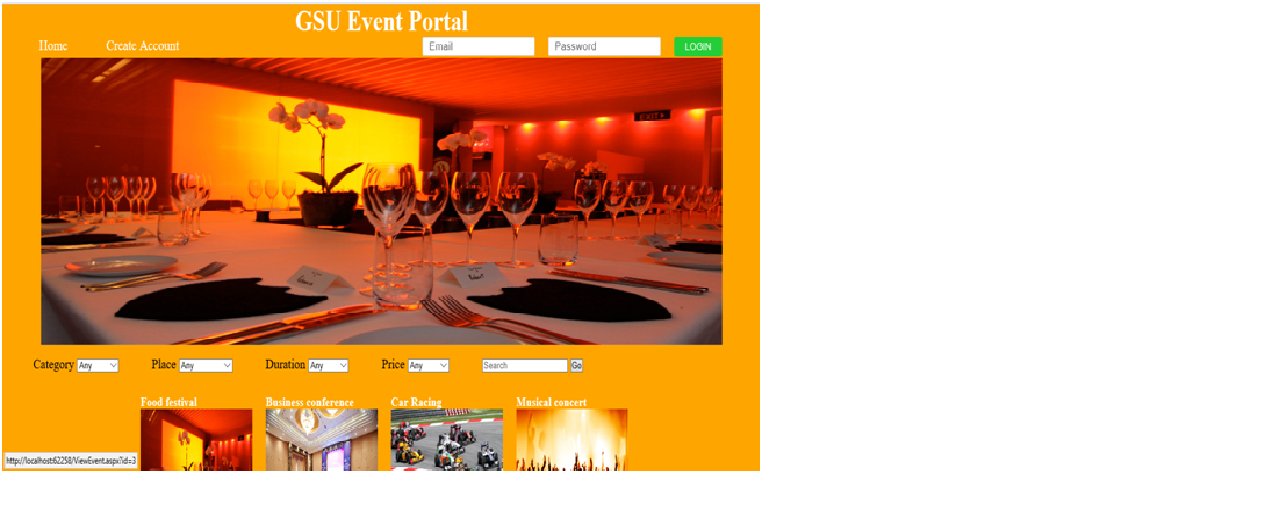 GSU Event Portal
Home Create Account Email Password LOGIN
EXIT
Category Any Place Any Duration Any Price Any Search Go
Food festival Business conference Car Racing Musical concert
http://localhost:62258/ViewEvent.aspx?id=3